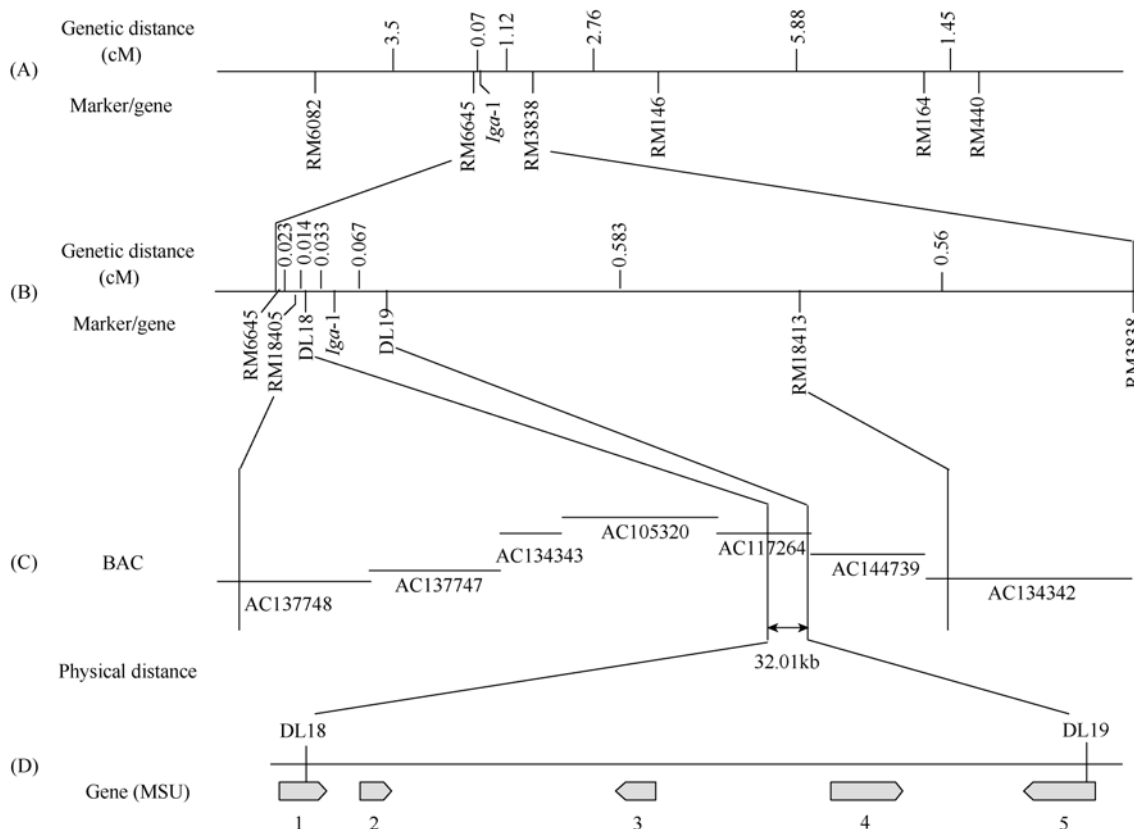 Genetic distance
(cM)
3.5
0.07
1.12
2.76
5.88
1.45
(A)
Marker/gene
RM6082
RM6645
Iga-1
RM3838
RM146
RM164
RM440
Genetic distance
(cM)
0.023
0.014
0.033
0.067
0.583
0.56
(B)
Marker/gene
RM6645
RM18405
DL18
Iga-1
DL19
RM18413
RM3838
(C)
BAC
AC137748
AC137747
AC134343
AC105320
AC117264
AC144739
AC134342
Physical distance
32.01kb
DL18
DL19
(D)
Gene (MSU)
1
2
3
4
5